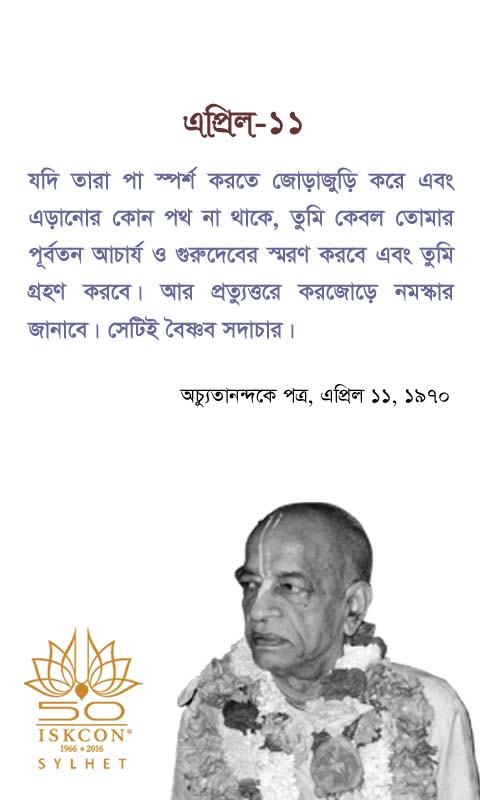 এপ্রিল-১১
যদি তারা পা স্পর্শ করতে জোড়াজুড়ি করে এবং
এড়ানোর কোন পথ না থাকে, তুমি কেবল তোমার
পূর্বতন আচার্য ও গুরুদেবের স্মরণ করবে এবং তুমি
গ্রহণ করবে। আর প্রত্যুত্তরে করজোড়ে নমস্কার
জানাবে। সেটিই বৈষ্ণব সদাচার।
অচ্যুতানন্দকে পত্র, এপ্রিল ১১, ১৯৭০
50
ISKCON®
1966 • 2016
SYLHET